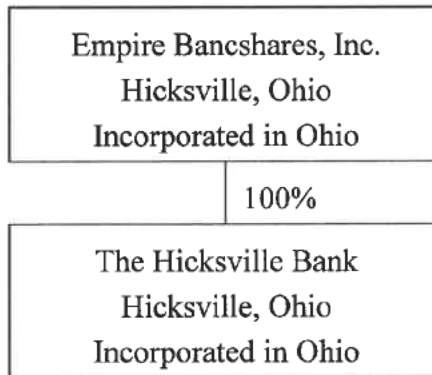 Empire Bancshares, Inc.
Hicksville, Ohio
Incorporated in Ohio
100%
The Hicksville Bank
Hicksville, Ohio
Incorporated in Ohio